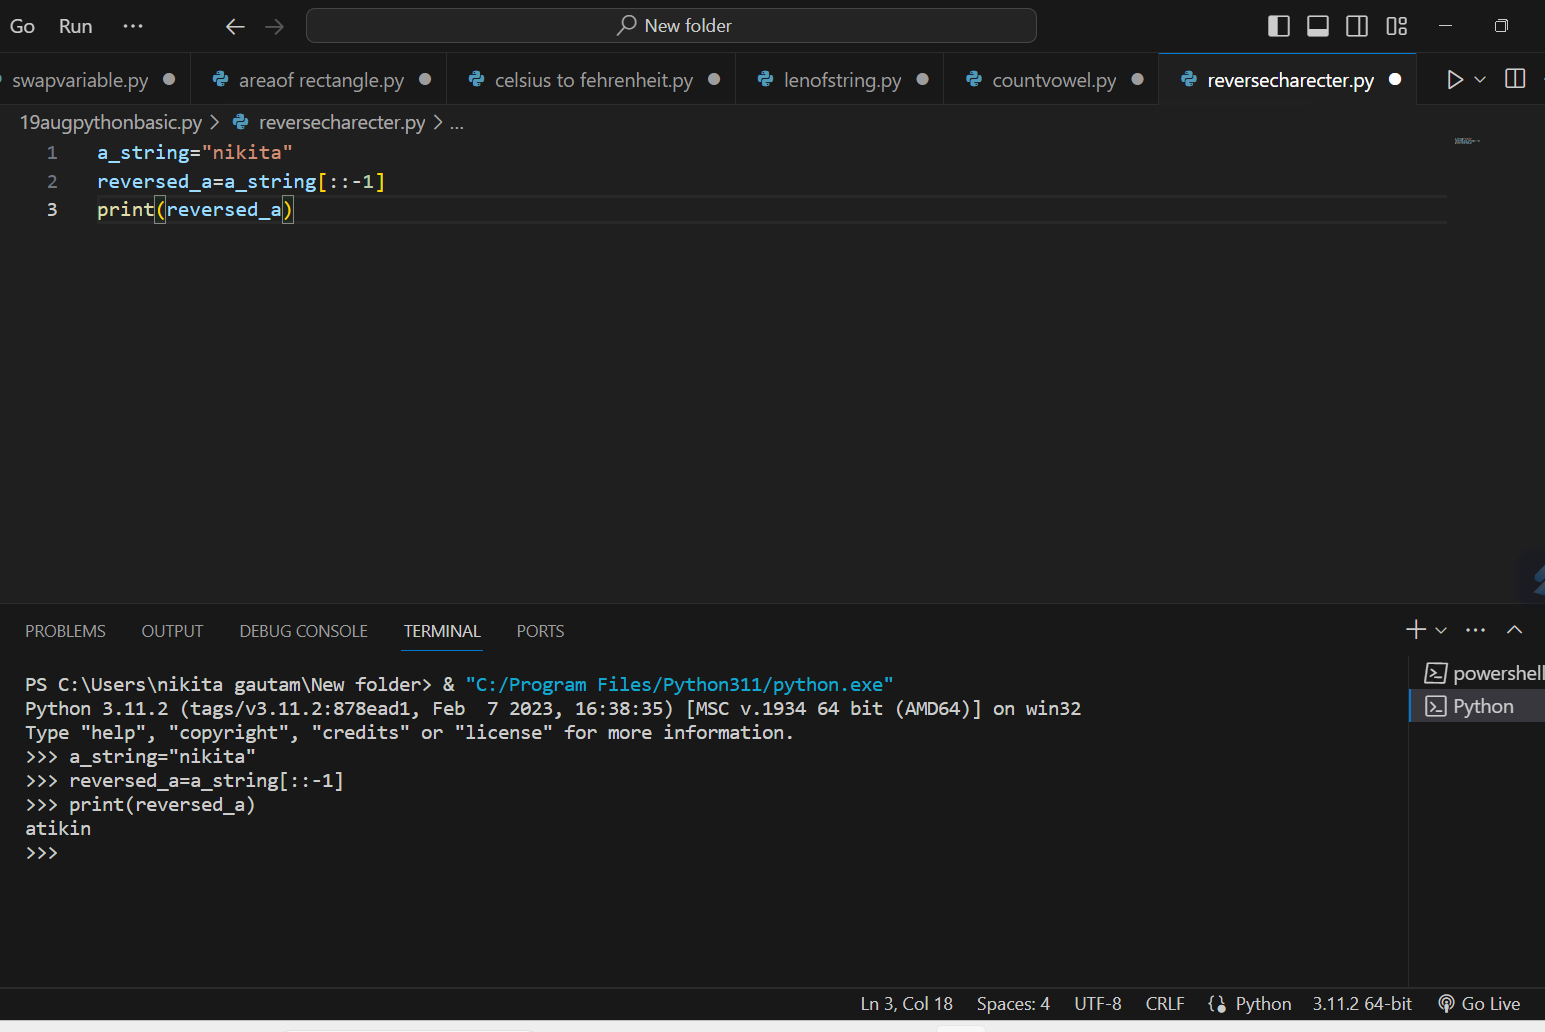 Go Run ··· New folder
swapvariable.py areaof rectangle.py celsius to fehrenheit.py lenofstring.py countvowel.py reversecharecter.py
19augpythonbasic.py > reversecharecter.py > ...
1 a_string="nikita"
2 reversed_a=a_string[::-1]
3 print(reversed_a)
PROBLEMS OUTPUT DEBUG CONSOLE TERMINAL PORTS
PS C:\Users\nikita gautam\New folder> & "C:/Program Files/Python311/python.exe"
Python 3.11.2 (tags/v3.11.2:878ead1, Feb  7 2023, 16:38:35) [MSC v.1934 64 bit (AMD64)] on win32
Type "help", "copyright", "credits" or "license" for more information.
>>> a_string="nikita"
>>> reversed_a=a_string[::-1]
>>> print(reversed_a)
atikin
>>>
powershell
Python
Ln 3, Col 18 Spaces: 4 UTF-8 CRLF Python 3.11.2 64-bit Go Live